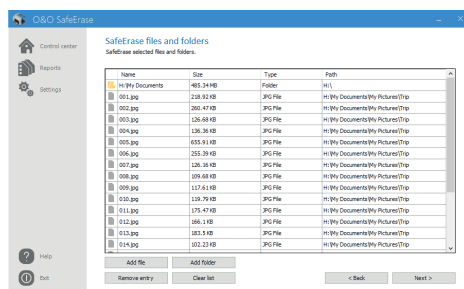 O&O SafeErase
Control center
Reports
Settings
SafeErase files and folders
SafeErase selected files and folders.
Name Size Type Path
H:\My Documents 485.34 MB Folder H:\
001.jpg 218.92 KB JPG File H:\My Documents\My Pictures\Trip
002.jpg 260.47 KB JPG File H:\My Documents\My Pictures\Trip
003.jpg 126.68 KB JPG File H:\My Documents\My Pictures\Trip
004.jpg 136.36 KB JPG File H:\My Documents\My Pictures\Trip
005.jpg 655.91 KB JPG File H:\My Documents\My Pictures\Trip
006.jpg 255.39 KB JPG File H:\My Documents\My Pictures\Trip
007.jpg 126.16 KB JPG File H:\My Documents\My Pictures\Trip
008.jpg 109.68 KB JPG File H:\My Documents\My Pictures\Trip
009.jpg 117.61 KB JPG File H:\My Documents\My Pictures\Trip
010.jpg 119.79 KB JPG File H:\My Documents\My Pictures\Trip
011.jpg 175.47 KB JPG File H:\My Documents\My Pictures\Trip
012.jpg 166.1 KB JPG File H:\My Documents\My Pictures\Trip
013.jpg 183.5 KB JPG File H:\My Documents\My Pictures\Trip
014.jpg 102.23 KB JPG File H:\My Documents\My Pictures\Trip
Help
Exit
Add file Add folder
Remove entry Clear list < Back Next >